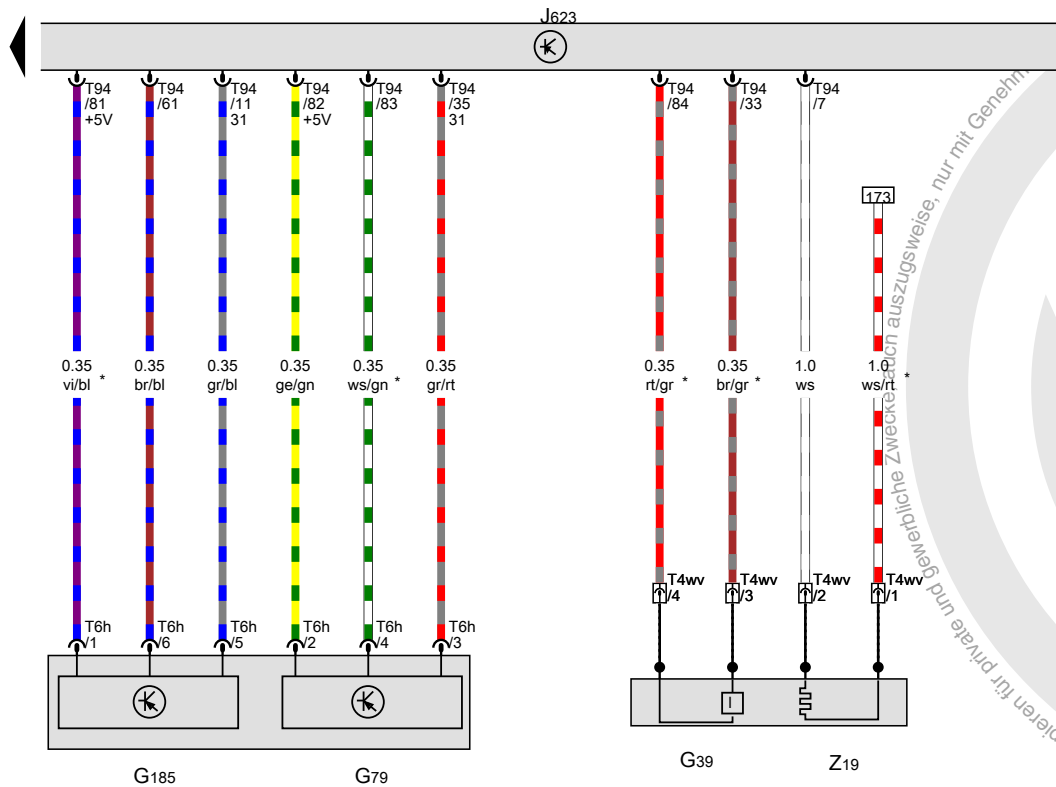 J623
T94 T94 T94 T94 T94 T94 T94 T94 T94
/81 /61 /11 /82 /83 /35 /84 /33 /7
+5V 31 +5V 31
173
0.35 0.35 0.35 0.35 0.35 0.35 0.35 0.35 1.0 1.0
vi/bl * br/bl gr/bl ge/gn ws/gn * gr/rt rt/gr * br/gr * ws ws/rt *
T4wv T4wv T4wv T4wv
/4 /3 /2 /1
T6h T6h T6h T6h T6h T6h
/1 /6 /5 /2 /4 /3
I
G185 G79 G39 Z19
pieren für private und gewerbliche Zwecke, auch auszugsweise, nur mit Genehm